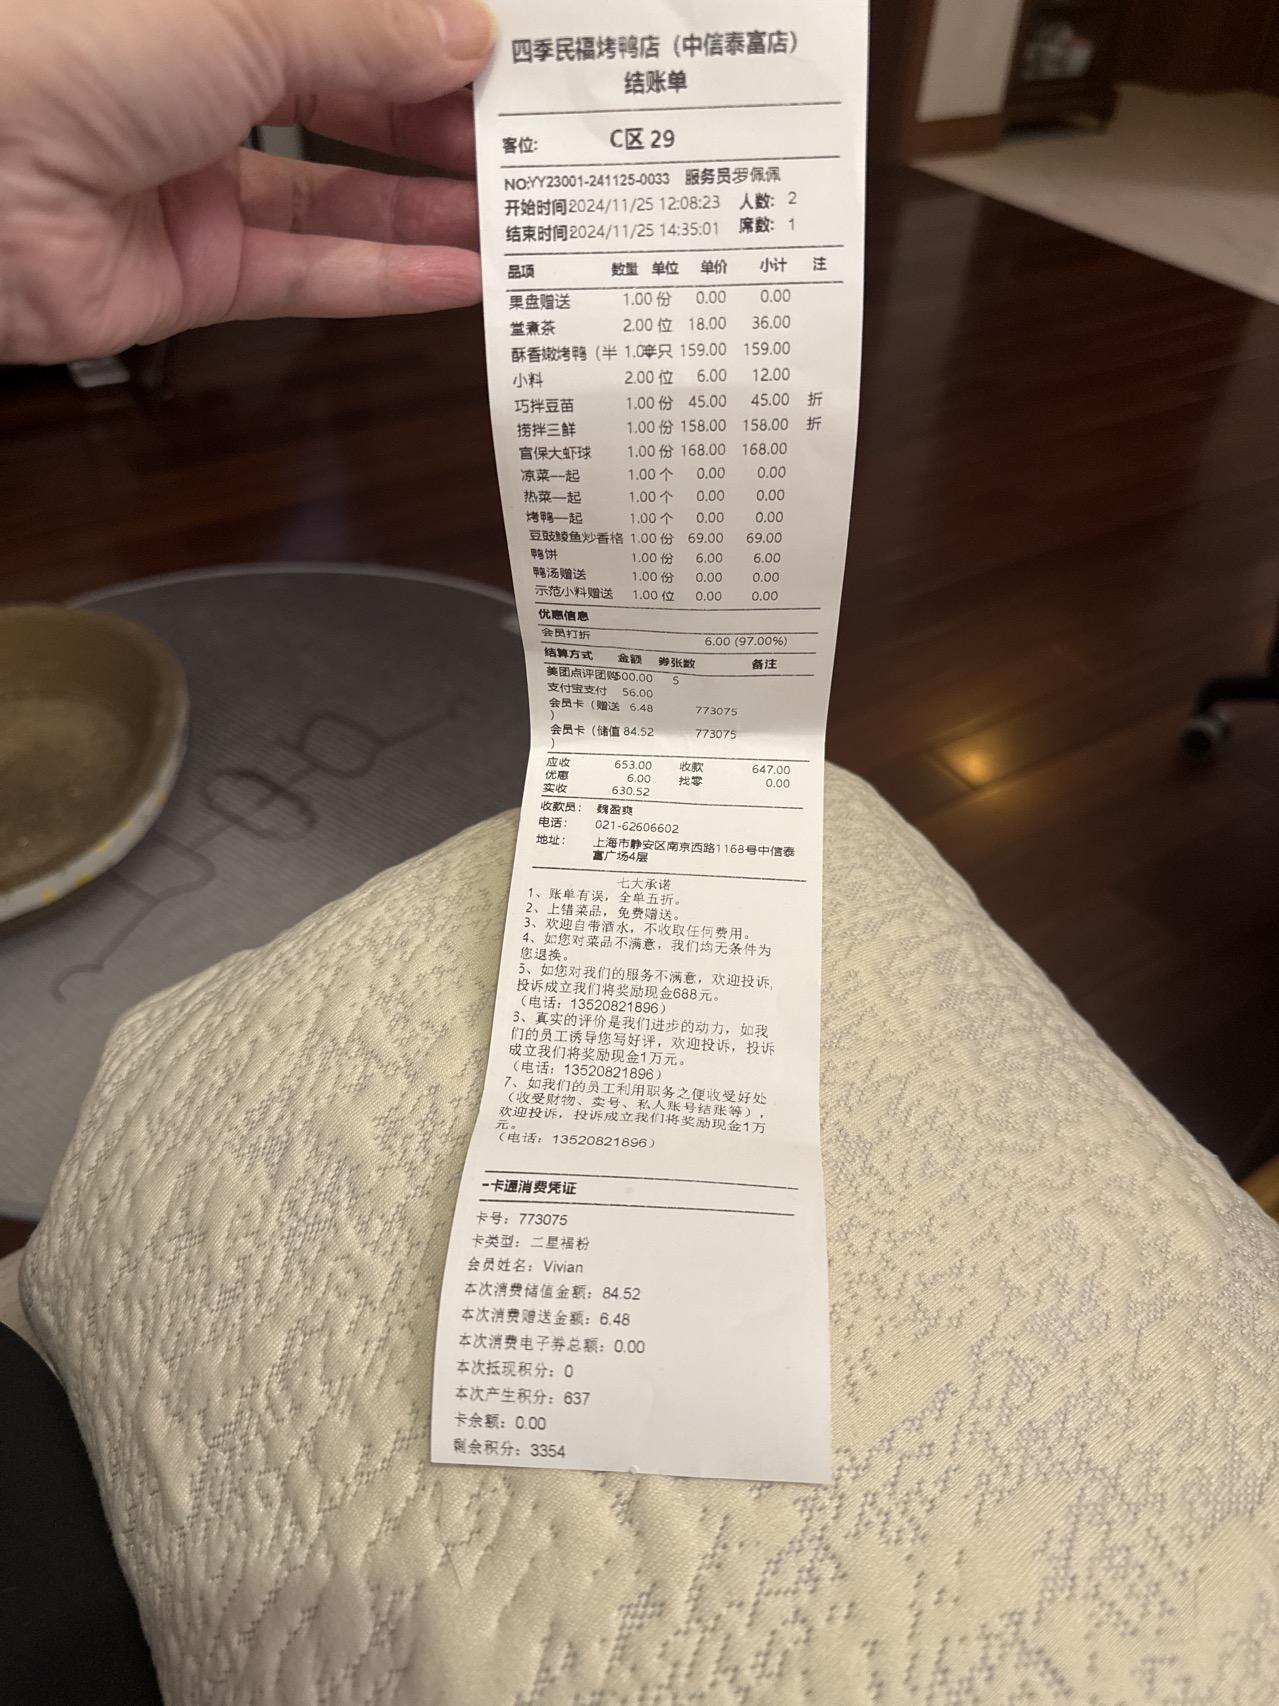 四季民福烤鸭店（中信泰富店）
结账单
客位: C区 29
NO:YY23001-241125-0033 服务员:罗佩佩
开始时间2024/11/25 12:08:23 人数: 2
结束时间2024/11/25 14:35:01 席数: 1
品项 数量 单位 单价 小计 注
果盘赠送 1.00 份 0.00 0.00
堂煮茶 2.00 位 18.00 36.00
酥香嫩烤鸭（半 1.0 只 159.00 159.00
小料 2.00 位 6.00 12.00
巧拌豆苗 1.00 份 45.00 45.00 折
捞拌三鲜 1.00 份 158.00 158.00 折
宫保大虾球 1.00 份 168.00 168.00
凉菜一起 1.00 个 0.00 0.00
热菜一起 1.00 个 0.00 0.00
烤鸭一起 1.00 个 0.00 0.00
豆豉鲮鱼炒香格 1.00 份 69.00 69.00
鸭饼 1.00 份 6.00 6.00
鸭汤赠送 1.00 份 0.00 0.00
示范小料赠送 1.00 位 0.00 0.00
优惠信息
会员打折 6.00 (97.00%)
结算方式 金额 券张数 备注
美团点评团购500.00 5
支付宝支付 56.00
会员卡（赠送 6.48 773075
）
会员卡（储值 84.52 773075
）
应收 653.00 收款 647.00
优惠 6.00 找零 0.00
实收 630.52
收款员: 魏盈爽
电话: 021-62606602
地址: 上海市静安区南京西路1168号中信泰
富广场4层
七大承诺
1、账单有误，全单五折。
2、上错菜品，免费赠送。
3、欢迎自带酒水，不收取任何费用。
4、如您对菜品不满意，我们均无条件为
您退换。
5、如您对我们的服务不满意，欢迎投诉，
投诉成立我们将奖励现金688元。
（电话：13520821896）
6、真实的评价是我们进步的动力，如我
们的员工诱导您写好评，欢迎投诉，投诉
成立我们将奖励现金1万元。
（电话：13520821896）
7、如我们的员工利用职务之便收受好处
（收受财物、卖号、私人账号结账等），
欢迎投诉，投诉成立我们将奖励现金1万
元。
（电话：13520821896）
一卡通消费凭证
卡号：773075
卡类型：二星福粉
会员姓名：Vivian
本次消费储值金额：84.52
本次消费赠送金额：6.48
本次消费电子券总额：0.00
本次抵现积分：0
本次产生积分：637
卡余额：0.00
剩余积分：3354